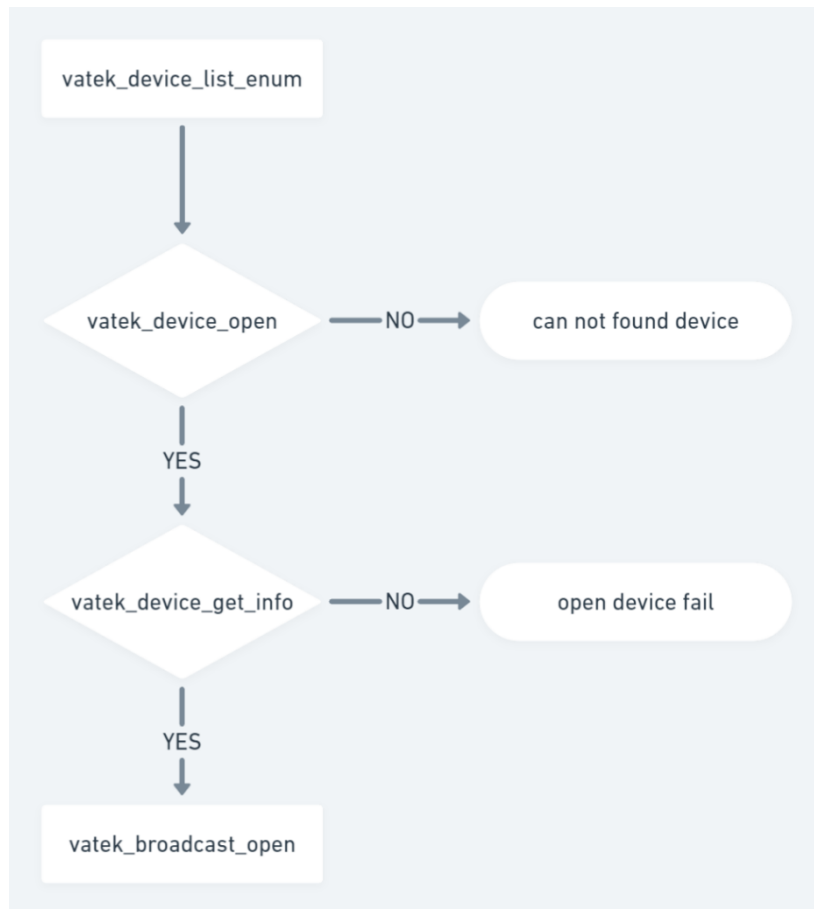 vatek_device_list_enum
vatek_device_open
NO
can not found device
YES
vatek_device_get_info
NO
open device fail
YES
vatek_broadcast_open